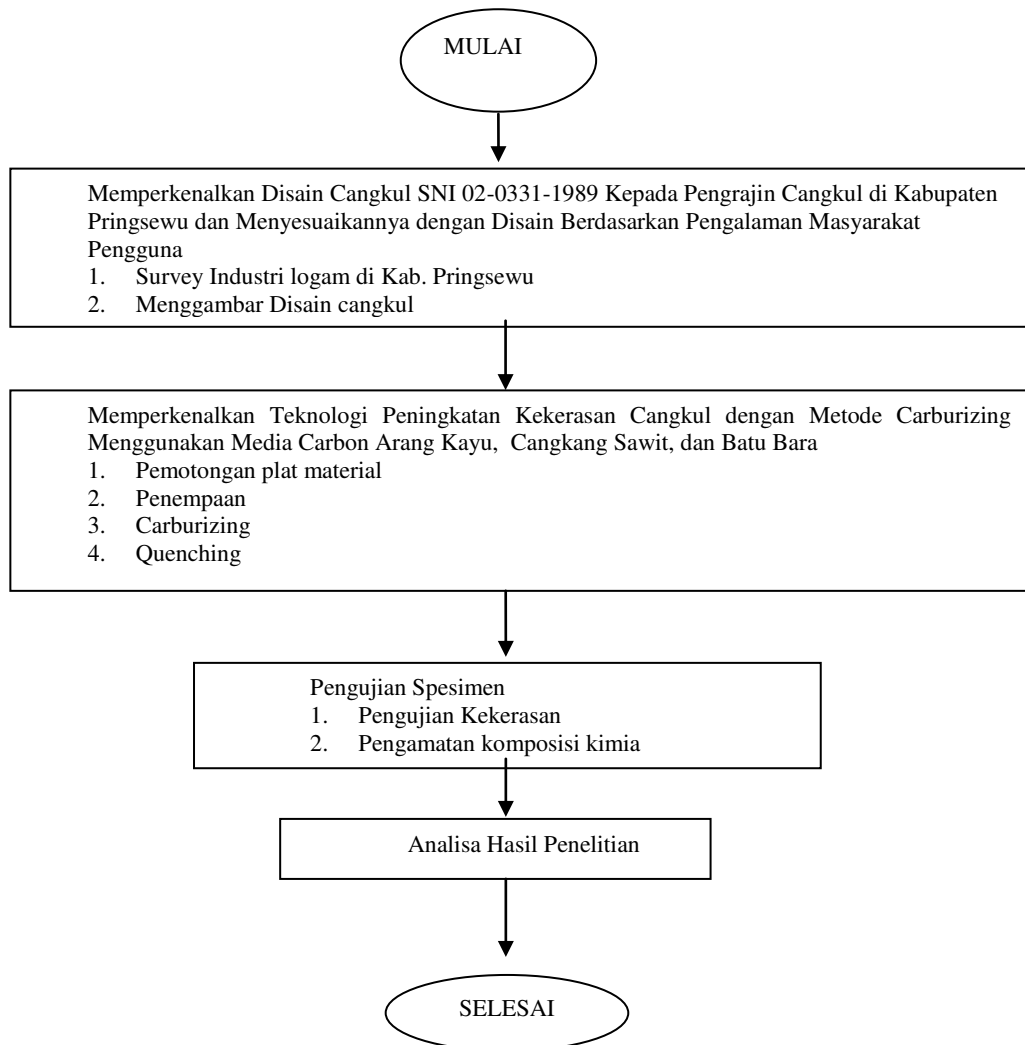 MULAI
Memperkenalkan Disain Cangkul SNI 02-0331-1989 Kepada Pengrajin Cangkul di Kabupaten
Pringsewu dan Menyesuaikannya dengan Disain Berdasarkan Pengalaman Masyarakat
Pengguna
1. Survey Industri logam di Kab. Pringsewu
2. Menggambar Disain cangkul
Memperkenalkan Teknologi Peningkatan Kekerasan Cangkul dengan Metode Carburizing
Menggunakan Media Carbon Arang Kayu, Cangkang Sawit, dan Batu Bara
1. Pemotongan plat material
2. Penempaan
3. Carburizing
4. Quenching
Pengujian Spesimen
1. Pengujian Kekerasan
2. Pengamatan komposisi kimia
Analisa Hasil Penelitian
SELESAI